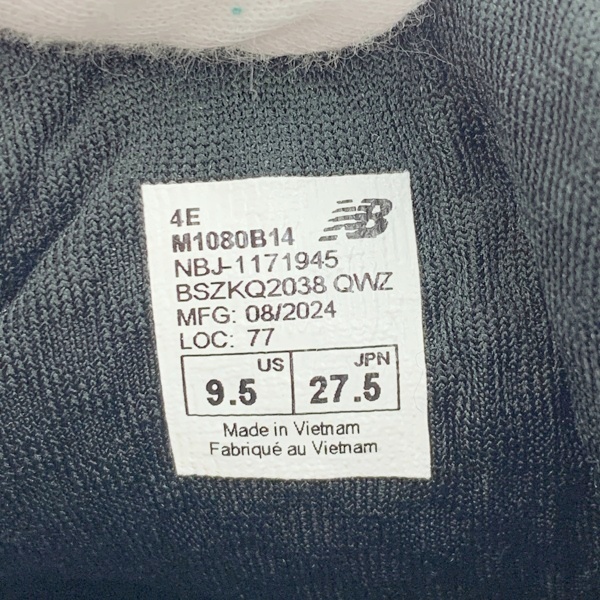 4E
M1080B14
NB
NBJ-1171945
BSZKQ2038 QWZ
MFG: 08/2024
LOC: 77
US JPN
9.5 27.5
Made in Vietnam
Fabriqué au Vietnam